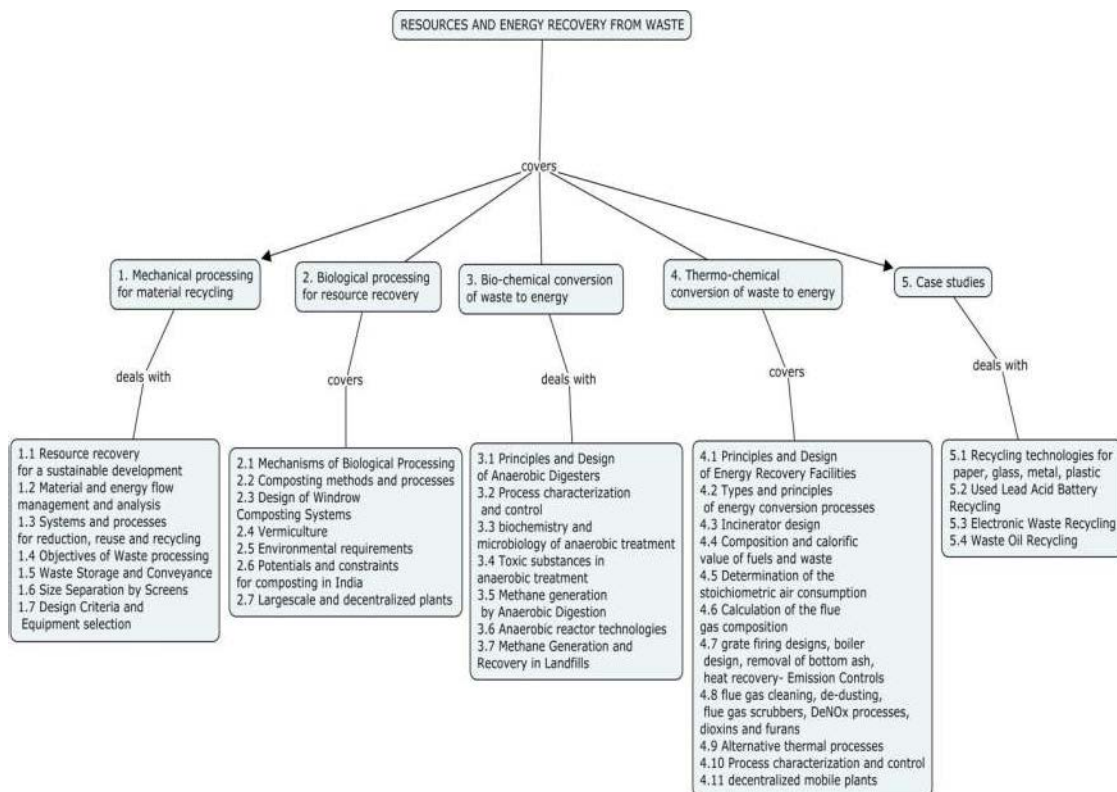 RESOURCES AND ENERGY RECOVERY FROM WASTE
covers
1. Mechanical processing
for material recycling
2. Biological processing
for resource recovery
3. Bio-chemical conversion
of waste to energy
4. Thermo-chemical
conversion of waste to energy
5. Case studies
deals with
covers
deals with
covers
deals with
1.1 Resource recovery
for a sustainable development
1.2 Material and energy flow
management and analysis
1.3 Systems and processes
for reduction, reuse and recycling
1.4 Objectives of Waste processing
1.5 Waste Storage and Conveyance
1.6 Size Separation by Screens
1.7 Design Criteria and
Equipment selection
2.1 Mechanisms of Biological Processing
2.2 Composting methods and processes
2.3 Design of Windrow
Composting Systems
2.4 Vermiculture
2.5 Environmental requirements
2.6 Potentials and constraints
for composting in India
2.7 Largescale and decentralized plants
3.1 Principles and Design
of Anaerobic Digesters
3.2 Process characterization
and control
3.3 biochemistry and
microbiology of anaerobic treatment
3.4 Toxic substances in
anaerobic treatment
3.5 Methane generation
by Anaerobic Digestion
3.6 Anaerobic reactor technologies
3.7 Methane Generation and
Recovery in Landfills
4.1 Principles and Design
of Energy Recovery Facilities
4.2 Types and principles
of energy conversion processes
4.3 Incinerator design
4.4 Composition and calorific
value of fuels and waste
4.5 Determination of the
stoichiometric air consumption
4.6 Calculation of the flue
gas composition
4.7 grate firing designs, boiler
design, removal of bottom ash,
heat recovery- Emission Controls
4.8 flue gas cleaning, de-dusting,
flue gas scrubbers, DeNOx processes,
dioxins and furans
4.9 Alternative thermal processes
4.10 Process characterization and control
4.11 decentralized mobile plants
5.1 Recycling technologies for
paper, glass, metal, plastic
5.2 Used Lead Acid Battery
Recycling
5.3 Electronic Waste Recycling
5.4 Waste Oil Recycling